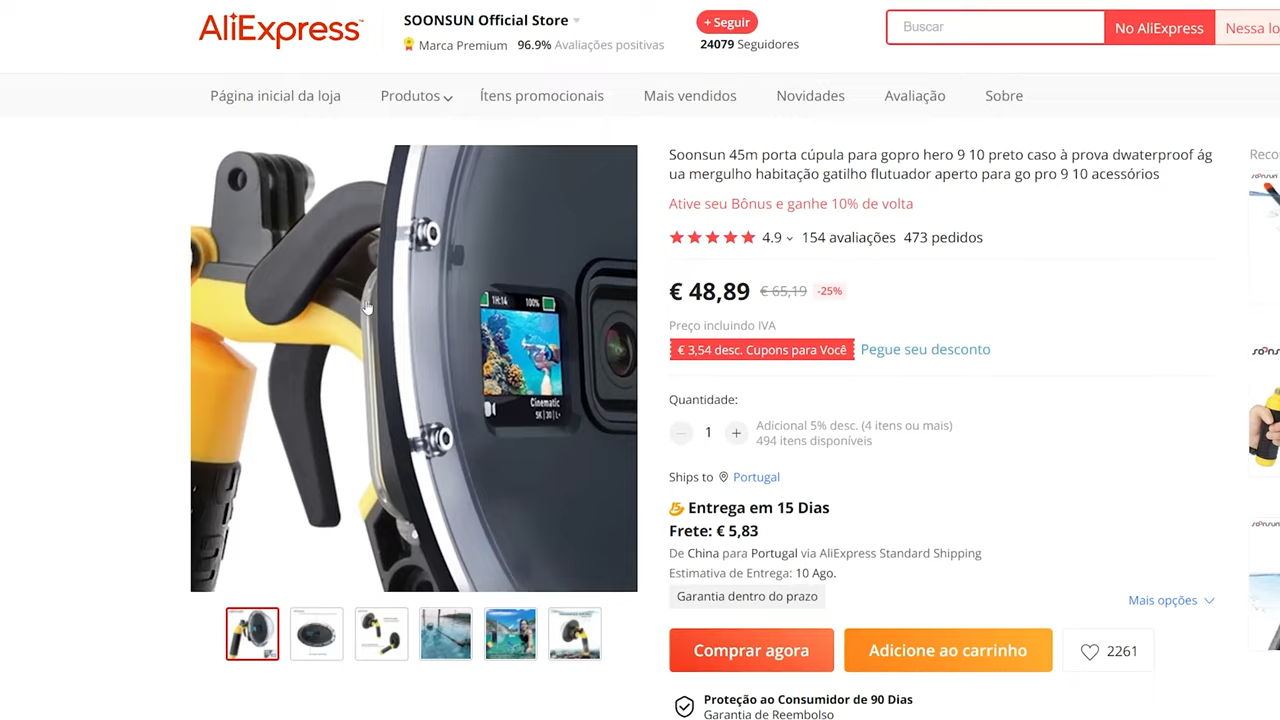 AliExpress™
SOONSUN Official Store
Marca Premium 96.9% Avaliações positivas
+ Seguir
24079 Seguidores
Buscar
No AliExpress
Nessa lo
Página inicial da loja
Produtos
Ítens promocionais
Mais vendidos
Novidades
Avaliação
Sobre
1H:14 100%
Cinematic
5K|30|L+
Soonsun 45m porta cúpula para gopro hero 9 10 preto caso à prova dwaterproof ág
ua mergulho habitação gatilho flutuador aperto para go pro 9 10 acessórios
Ative seu Bônus e ganhe 10% de volta
4.9 154 avaliações 473 pedidos
€ 48,89 € 65,19 -25%
Preço incluindo IVA
€ 3,54 desc. Cupons para Você Pegue seu desconto
Quantidade:
1
Adicional 5% desc. (4 itens ou mais)
494 itens disponíveis
Ships to Portugal
Entrega em 15 Dias
Frete: € 5,83
De China para Portugal via AliExpress Standard Shipping
Estimativa de Entrega: 10 Ago.
Garantia dentro do prazo
Mais opções
Comprar agora
Adicione ao carrinho
2261
Proteção ao Consumidor de 90 Dias
Garantia de Reembolso
Reco